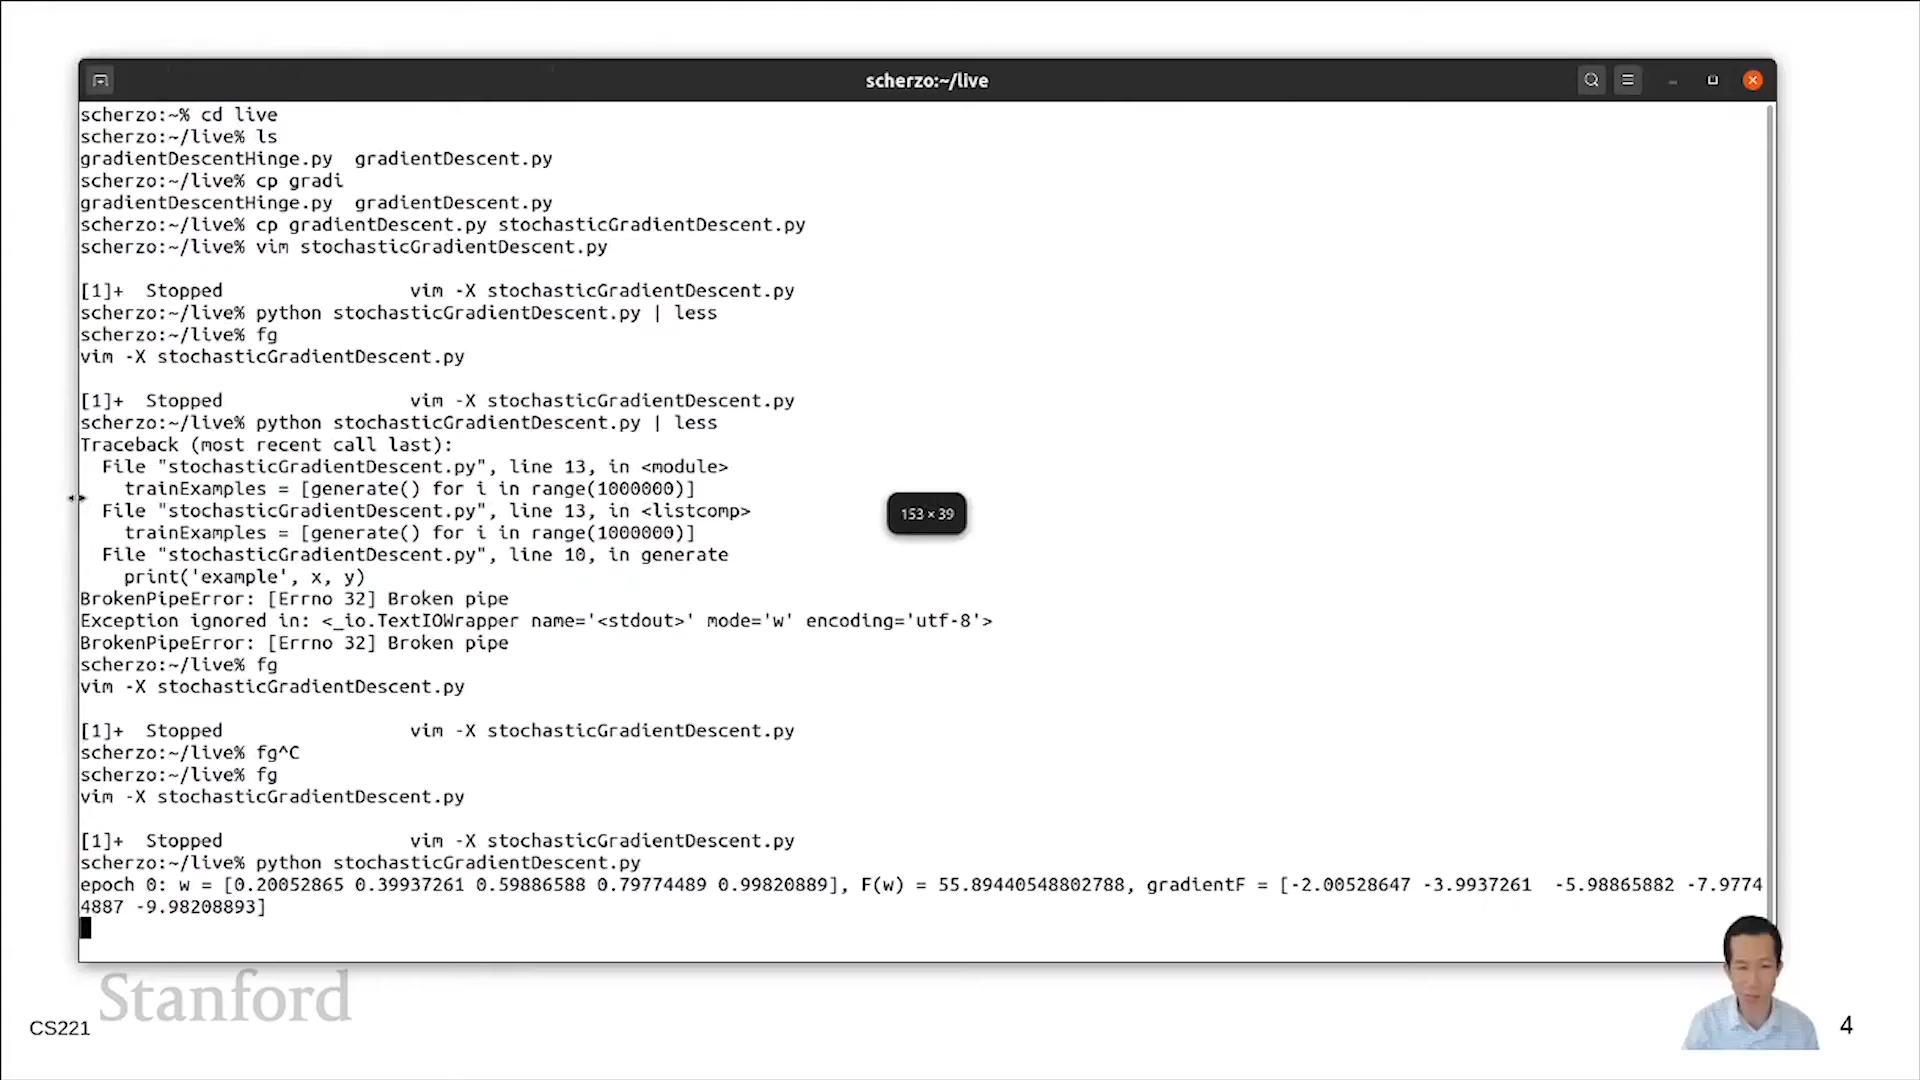 scherzo:~/live
scherzo:~% cd live
scherzo:~/live% ls
gradientDescentHinge.py  gradientDescent.py
scherzo:~/live% cp gradi
gradientDescentHinge.py  gradientDescent.py
scherzo:~/live% cp gradientDescent.py stochasticGradientDescent.py
scherzo:~/live% vim stochasticGradientDescent.py
[1]+  Stopped                 vim -X stochasticGradientDescent.py
scherzo:~/live% python stochasticGradientDescent.py | less
scherzo:~/live% fg
vim -X stochasticGradientDescent.py
[1]+  Stopped                 vim -X stochasticGradientDescent.py
scherzo:~/live% python stochasticGradientDescent.py | less
Traceback (most recent call last):
  File "stochasticGradientDescent.py", line 13, in <module>
    trainExamples = [generate() for i in range(1000000)]
  File "stochasticGradientDescent.py", line 13, in <listcomp>
    trainExamples = [generate() for i in range(1000000)]
  File "stochasticGradientDescent.py", line 10, in generate
    print('example', x, y)
BrokenPipeError: [Errno 32] Broken pipe
Exception ignored in: <_io.TextIOWrapper name='<stdout>' mode='w' encoding='utf-8'>
BrokenPipeError: [Errno 32] Broken pipe
scherzo:~/live% fg
vim -X stochasticGradientDescent.py
[1]+  Stopped                 vim -X stochasticGradientDescent.py
scherzo:~/live% fg^C
scherzo:~/live% fg
vim -X stochasticGradientDescent.py
[1]+  Stopped                 vim -X stochasticGradientDescent.py
scherzo:~/live% python stochasticGradientDescent.py
epoch 0: w = [0.20052865 0.39937261 0.59886588 0.79774489 0.99820889], F(w) = 55.89440548802788, gradientF = [-2.00528647 -3.9937261  -5.98865882 -7.9774
4887 -9.98208893]
153 × 39
Stanford
CS221
4